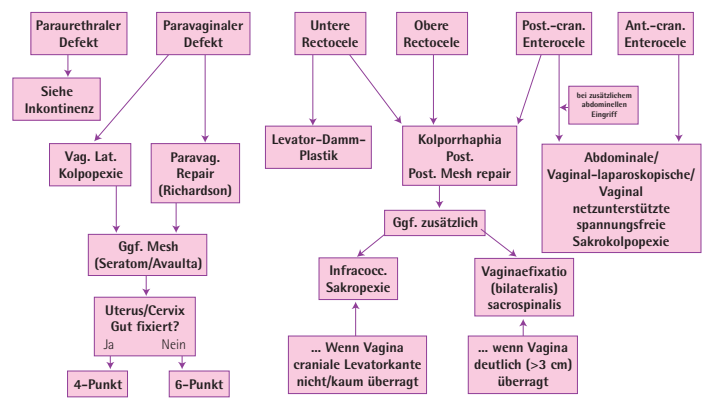 Paraurethraler
Defekt
Paravaginaler
Defekt
Untere
Rectocele
Obere
Rectocele
Post.-cran.
Enterocele
Ant.-cran.
Enterocele
Siehe
Inkontinenz
bei zusätzlichem
abdominellen
Eingriff
Vag. Lat.
Kolpopexie
Paravag.
Repair
(Richardson)
Levator-Damm-
Plastik
Kolporrhaphia
Post.
Post. Mesh repair
Abdominale/
Vaginal-laparoskopische/
Vaginal
netzunterstützte
spannungsfreie
Sakrokolpopexie
Ggf. Mesh
(Seratom/Avaulta)
Ggf. zusätzlich
Infracocc.
Sakropexie
Vaginaefixatio
(bilateralis)
sacrospinalis
Uterus/Cervix
Gut fixiert?
Ja Nein
... Wenn Vagina
craniale Levatorkante
nicht/kaum überragt
... wenn Vagina
deutlich (>3 cm)
überragt
4-Punkt
6-Punkt